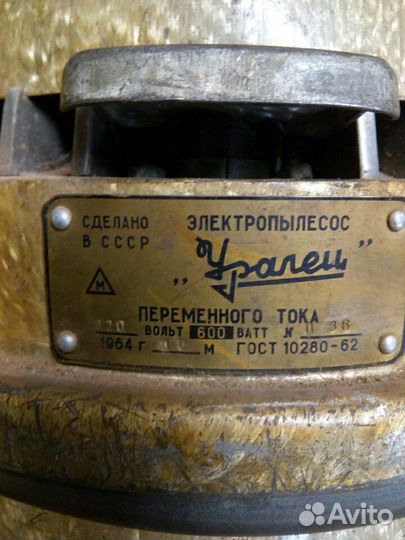 СДЕЛАНО ЭЛЕКТРОПЫЛЕСОС
В СССР
"Уралец"
М
ПЕРЕМЕННОГО ТОКА
ВОЛЬТ 600 ВАТТ N
1964 г М ГОСТ 10280-62
Avito